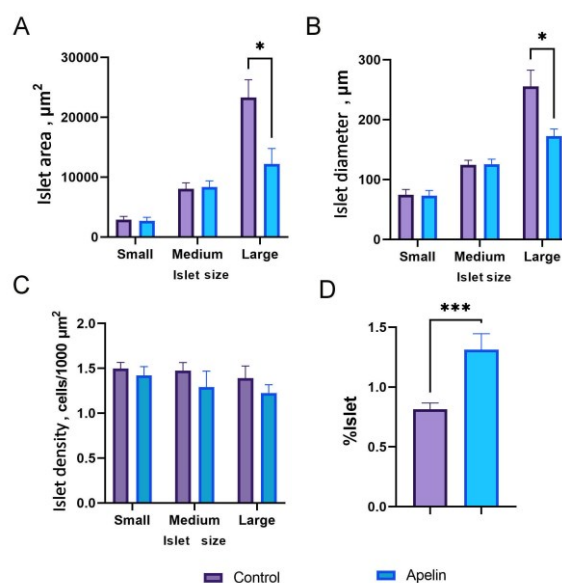 A
Islet area , µm²
30000
20000
10000
0
*
Small Medium Large
Islet size
B
Islet diameter , µm
300
200
100
0
*
Small Medium Large
Islet size
C
Islet density , cells/1000 µm²
2.0
1.5
1.0
0.5
0.0
Small Medium Large
Islet size
D
%Islet
1.5
1.0
0.5
0.0
***
Control Apelin